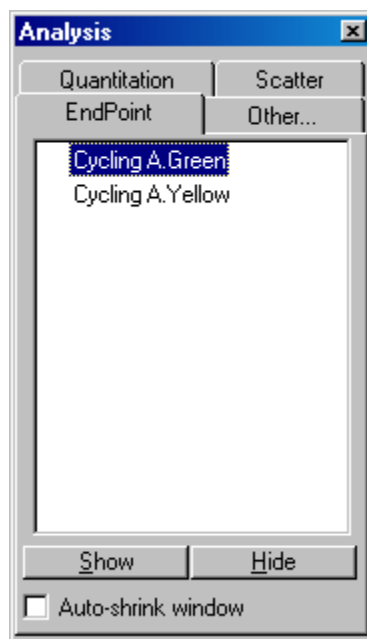 Analysis
Quantitation Scatter
EndPoint Other...
Cycling A.Green
Cycling A.Yellow
Show Hide
Auto-shrink window